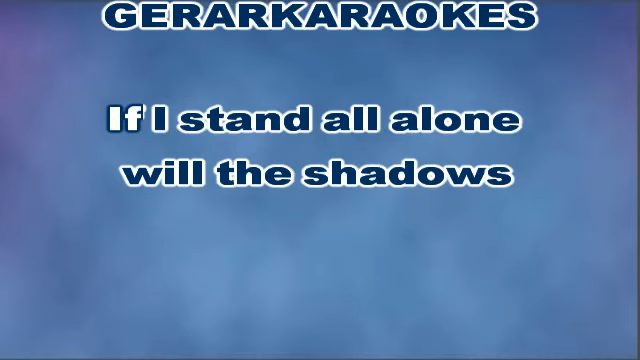 GERARKARAOKES
If I stand all alone
will the shadows